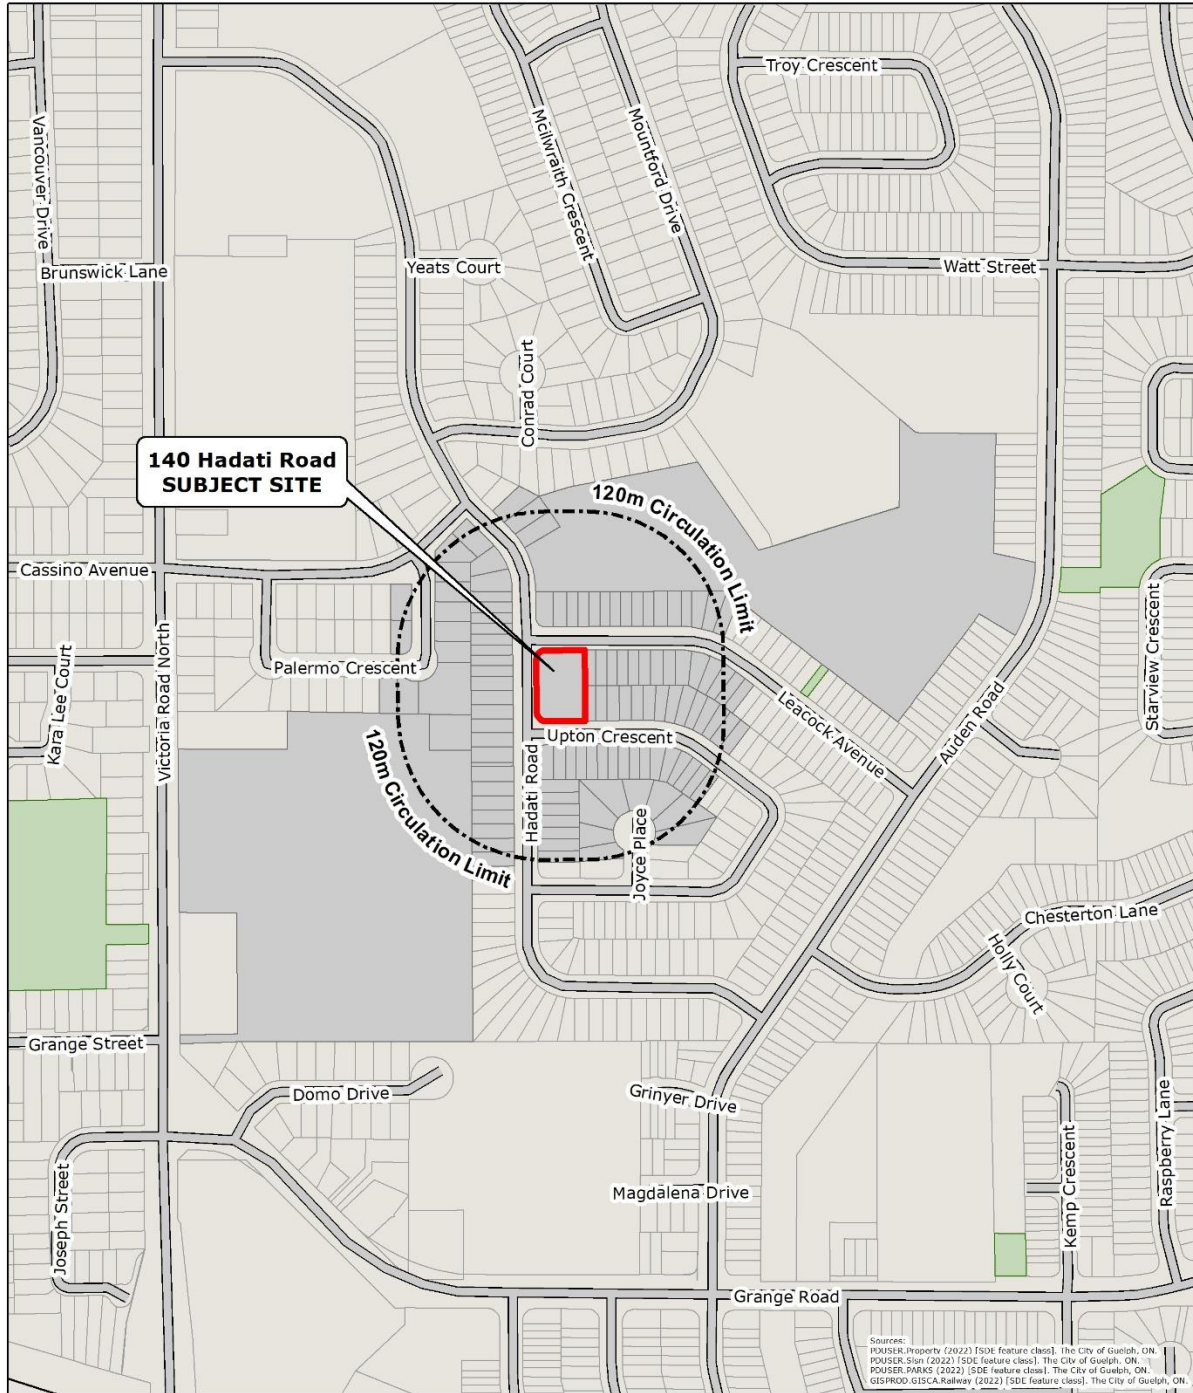 Troy Crescent
Mcilwraith Crescent
Mountford Drive
Vancouver Drive
Brunswick Lane
Yeats Court
Watt Street
Conrad Court
140 Hadati Road
SUBJECT SITE
120m Circulation Limit
Cassino Avenue
Palermo Crescent
Kara Lee Court
Victoria Road North
Starview Crescent
Leacock Avenue
Auden Road
Upton Crescent
Hadati Road
120m Circulation Limit
Joyce Place
Chesterton Lane
Holly Court
Grange Street
Domo Drive
Grinyer Drive
Raspberry Lane
Kemp Crescent
Joseph Street
Magdalena Drive
Grange Road
Sources:
PDUSER.Property (2022) [SDE feature class]. The City of Guelph, ON.
PDUSER.Slsn (2022) [SDE feature class]. The City of Guelph, ON.
PDUSER.PARKS (2022) [SDE feature class]. The City of Guelph, ON.
GISPROD.GISCA.Railway (2022) [SDE feature class]. The City of Guelph, ON.